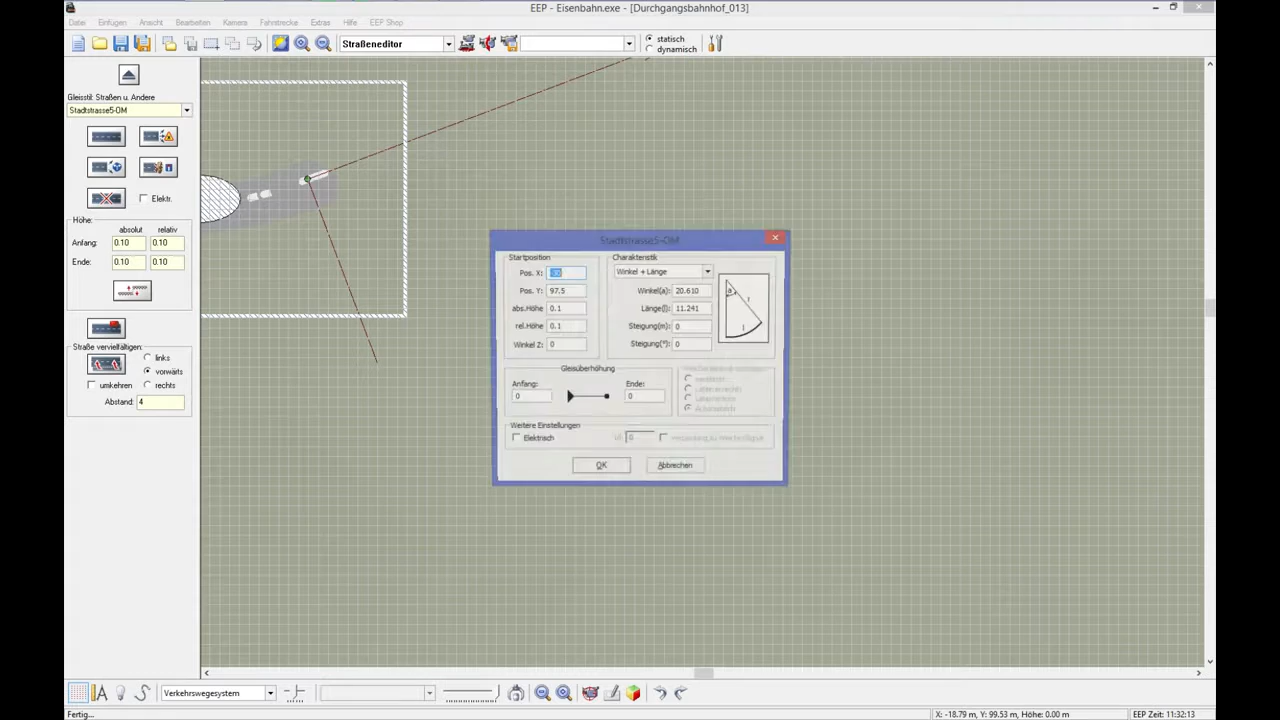 EEP - Eisenbahn.exe - [Durchgangsbahnhof_013]
Datei Einfügen Ansicht Bearbeiten Kamera Fahrstrecke Extras Hilfe EEP Shop
Straßeneditor
statisch
dynamisch
Gleisstil: Straßen u. Andere
Stadtstrasse5-DM
Elektr.
Höhe:
absolut relativ
Anfang: 0.10 0.10
Ende: 0.10 0.10
Straße vervielfältigen:
links
vorwärts
umkehren rechts
Abstand: 4
Stadtstrasse5-DM
Startposition
Pos. X:
Pos. Y: 97.5
abs.Höhe 0.1
rel.Höhe 0.1
Winkel Z: 0
Charakteristik
Winkel + Länge
Winkel(a): 20.610
Länge(l): 11.241
Steigung(m): 0
Steigung(°): 0
Gleisüberhöhung
Anfang: Ende:
0 0
Weitere Einstellungen
Elektrisch
0
OK Abbrechen
Verkehrswegesystem
Fertig...
X: -18.79 m, Y: 99.53 m, Höhe: 0.00 m
EEP Zeit: 11:32:13